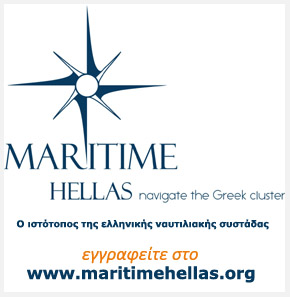 MARITIME
HELLAS navigate the Greek cluster
Ο ιστότοπος της ελληνικής ναυτιλιακής συστάδας
εγγραφείτε στο
www.maritimehellas.org